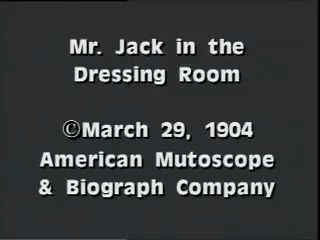 Mr. Jack in the
Dressing Room
©March 29, 1904
American Mutoscope
& Biograph Company